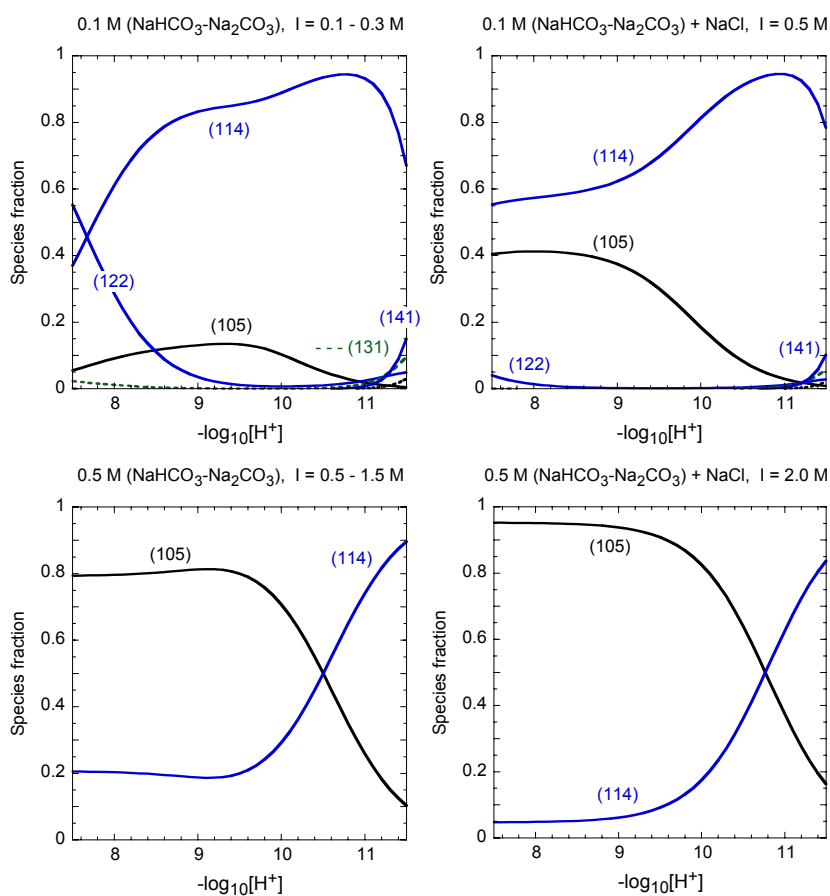 0.1 M (NaHCO3-Na2CO3), I = 0.1 - 0.3 M
1
0.8
0.6
0.4
0.2
0
Species fraction
(114)
(122)
(105)
(141)
--- (131)
8 9 10 11
-log10[H+]
0.1 M (NaHCO3-Na2CO3) + NaCl, I = 0.5 M
1
0.8
0.6
0.4
0.2
0
Species fraction
(114)
(105)
(122)
(141)
8 9 10 11
-log10[H+]
0.5 M (NaHCO3-Na2CO3), I = 0.5 - 1.5 M
1
0.8
0.6
0.4
0.2
0
Species fraction
(105)
(114)
8 9 10 11
-log10[H+]
0.5 M (NaHCO3-Na2CO3) + NaCl, I = 2.0 M
1
0.8
0.6
0.4
0.2
0
Species fraction
(105)
(114)
8 9 10 11
-log10[H+]